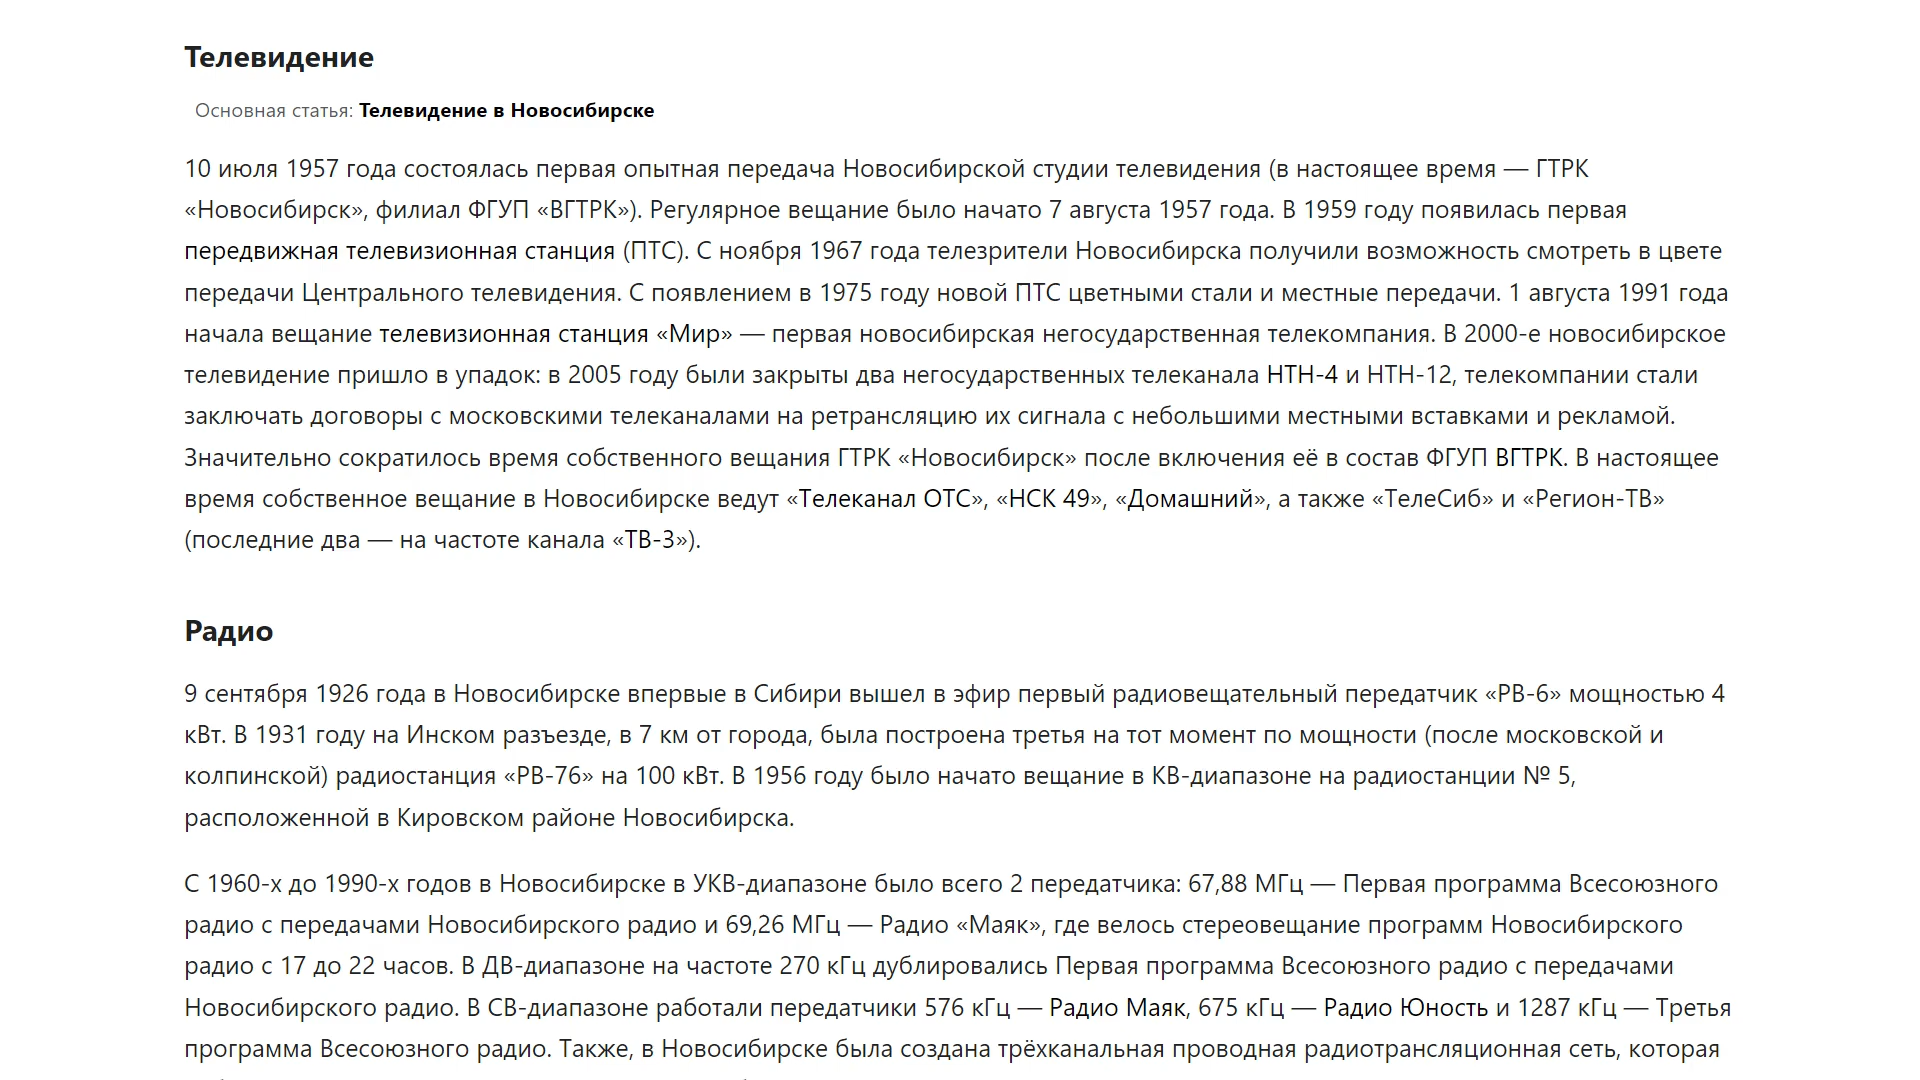 Телевидение
Основная статья: Телевидение в Новосибирске
10 июля 1957 года состоялась первая опытная передача Новосибирской студии телевидения (в настоящее время — ГТРК
«Новосибирск», филиал ФГУП «ВГТРК»). Регулярное вещание было начато 7 августа 1957 года. В 1959 году появилась первая
передвижная телевизионная станция (ПТС). С ноября 1967 года телезрители Новосибирска получили возможность смотреть в цвете
передачи Центрального телевидения. С появлением в 1975 году новой ПТС цветными стали и местные передачи. 1 августа 1991 года
начала вещание телевизионная станция «Мир» — первая новосибирская негосударственная телекомпания. В 2000-е новосибирское
телевидение пришло в упадок: в 2005 году были закрыты два негосударственных телеканала НТН-4 и НТН-12, телекомпании стали
заключать договоры с московскими телеканалами на ретрансляцию их сигнала с небольшими местными вставками и рекламой.
Значительно сократилось время собственного вещания ГТРК «Новосибирск» после включения её в состав ФГУП ВГТРК. В настоящее
время собственное вещание в Новосибирске ведут «Телеканал ОТС», «НСК 49», «Домашний», а также «ТелеСиб» и «Регион-ТВ»
(последние два — на частоте канала «ТВ-3»).
Радио
9 сентября 1926 года в Новосибирске впервые в Сибири вышел в эфир первый радиовещательный передатчик «РВ-6» мощностью 4
кВт. В 1931 году на Инском разъезде, в 7 км от города, была построена третья на тот момент по мощности (после московской и
колпинской) радиостанция «РВ-76» на 100 кВт. В 1956 году было начато вещание в КВ-диапазоне на радиостанции № 5,
расположенной в Кировском районе Новосибирска.
С 1960-х до 1990-х годов в Новосибирске в УКВ-диапазоне было всего 2 передатчика: 67,88 МГц — Первая программа Всесоюзного
радио с передачами Новосибирского радио и 69,26 МГц — Радио «Маяк», где велось стереовещание программ Новосибирского
радио с 17 до 22 часов. В ДВ-диапазоне на частоте 270 кГц дублировались Первая программа Всесоюзного радио с передачами
Новосибирского радио. В СВ-диапазоне работали передатчики 576 кГц — Радио Маяк, 675 кГц — Радио Юность и 1287 кГц — Третья
программа Всесоюзного радио. Также, в Новосибирске была создана трёхканальная проводная радиотрансляционная сеть, которая